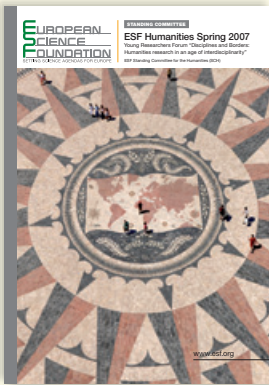 EUROPEAN
SCIENCE
FOUNDATION
SETTING SCIENCE AGENDAS FOR EUROPE
STANDING COMMITTEE
ESF Humanities Spring 2007
Young Researchers Forum "Disciplines and Borders:
Humanities research in an age of interdisciplinarity"
ESF Standing Committee for the Humanities (SCH)
www.esf.org